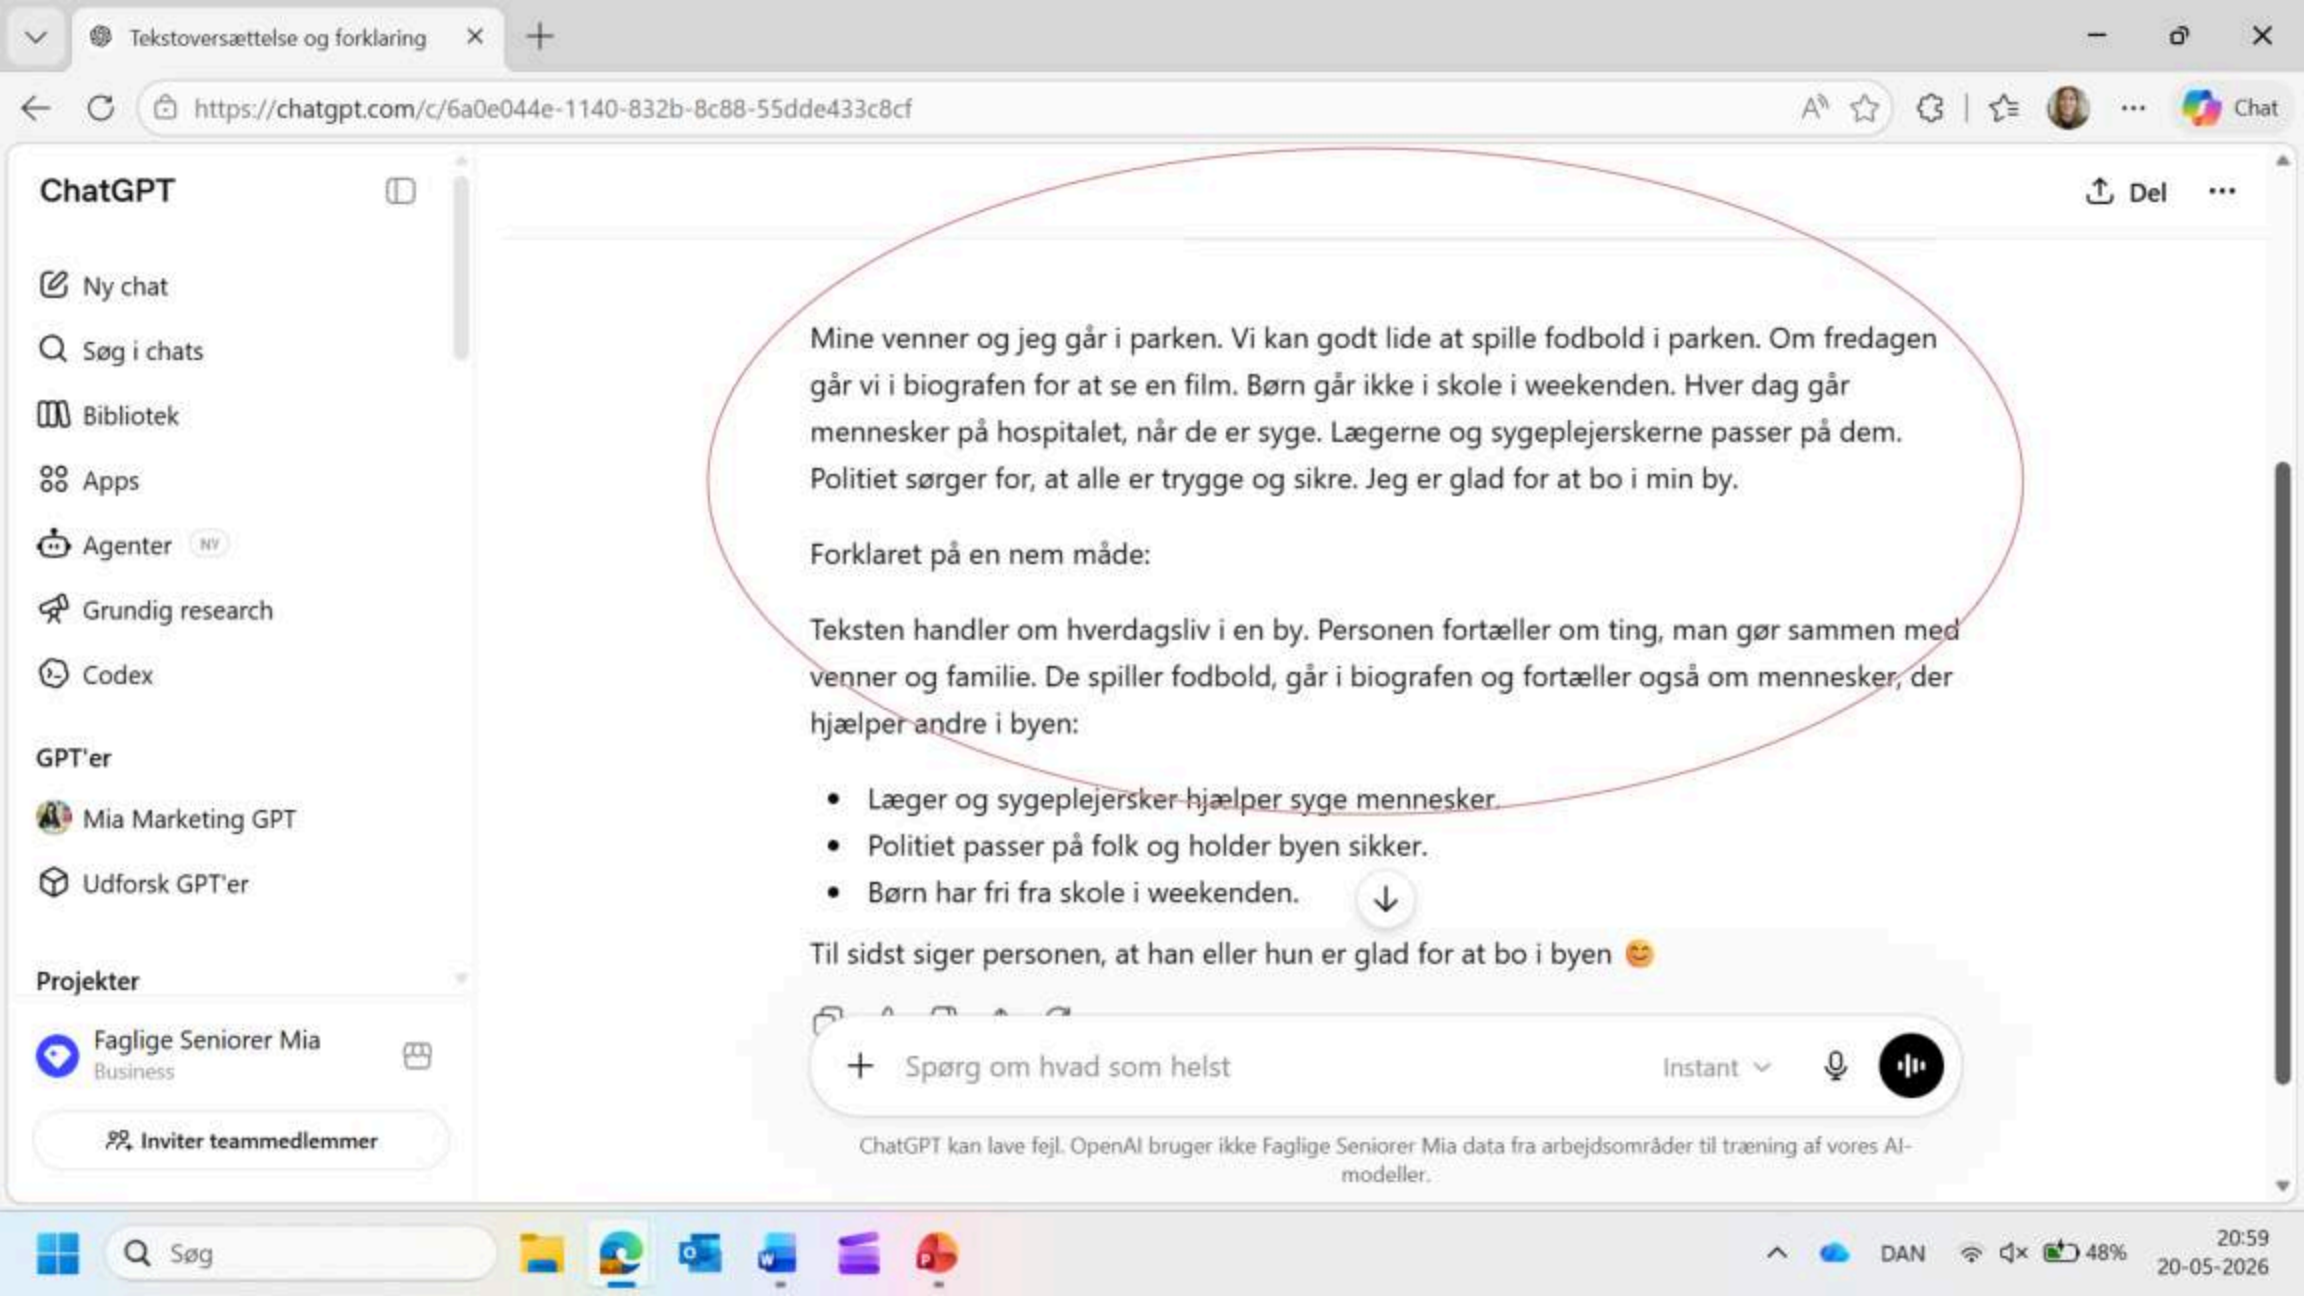 Tekstoversættelse og forklaring
https://chatgpt.com/c/6a0e044e-1140-832b-8c88-55dde433c8cf
Chat
ChatGPT
Del
Ny chat
Søg i chats
Bibliotek
Apps
Agenter NY
Grundig research
Codex
GPT'er
Mia Marketing GPT
Udforsk GPT'er
Projekter
Faglige Seniorer Mia
Business
Inviter teammedlemmer
Mine venner og jeg går i parken. Vi kan godt lide at spille fodbold i parken. Om fredagen
går vi i biografen for at se en film. Børn går ikke i skole i weekenden. Hver dag går
mennesker på hospitalet, når de er syge. Lægerne og sygeplejerskerne passer på dem.
Politiet sørger for, at alle er trygge og sikre. Jeg er glad for at bo i min by.
Forklaret på en nem måde:
Teksten handler om hverdagsliv i en by. Personen fortæller om ting, man gør sammen med
venner og familie. De spiller fodbold, går i biografen og fortæller også om mennesker, der
hjælper andre i byen:
• Læger og sygeplejersker hjælper syge mennesker.
• Politiet passer på folk og holder byen sikker.
• Børn har fri fra skole i weekenden.
Til sidst siger personen, at han eller hun er glad for at bo i byen 😊
Spørg om hvad som helst
Instant
ChatGPT kan lave fejl. OpenAI bruger ikke Faglige Seniorer Mia data fra arbejdsområder til træning af vores AI-
modeller.
Søg
DAN
48%
20:59
20-05-2026